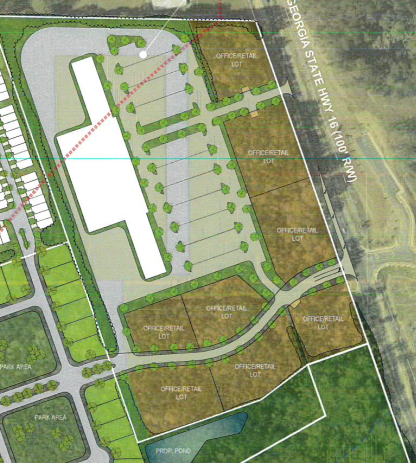 OFFICE/RETAIL
LOT
GEORGIA STATE HWY 16 (100' R/W)
OFFICE/RETAIL
LOT
OFFICE/RETAIL
LOT
OFFICE/RETAIL
LOT
OFFICE/RETAIL
LOT
OFFICE/RETAIL
LOT
PARK AREA
OFFICE/RETAIL
LOT
OFFICE/RETAIL
LOT
PARK AREA
PROP. POND